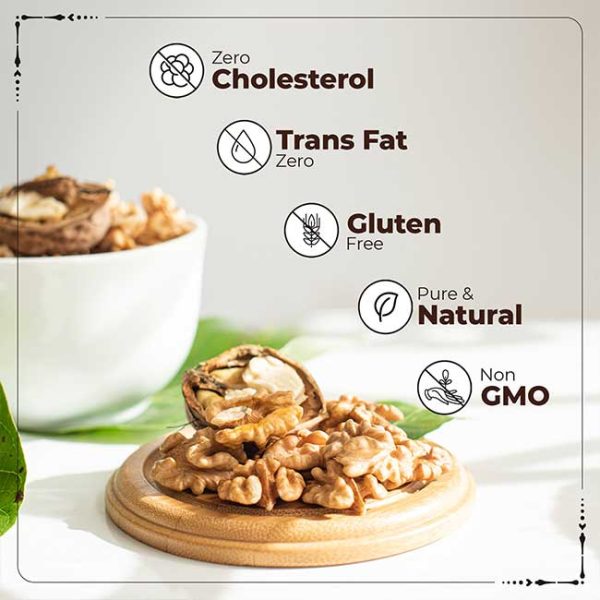 Zero
Cholesterol
Trans Fat
Zero
Gluten
Free
Pure &
Natural
Non
GMO